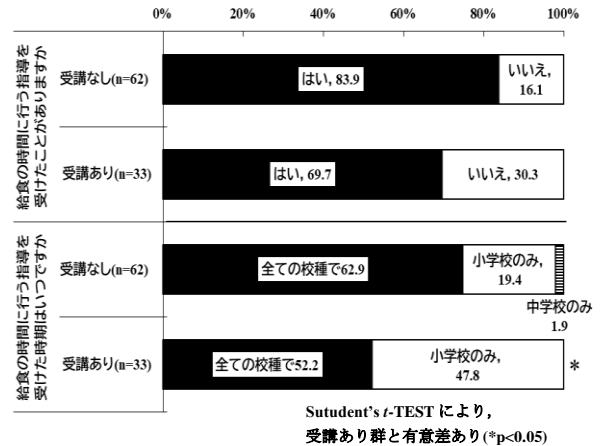 0% 20% 40% 60% 80% 100%
給食の時間に行う指導を
受けたことがありますか
受講なし(n=62)
はい, 83.9
いいえ,
16.1
受講あり(n=33)
はい, 69.7
いいえ, 30.3
給食の時間に行う指導を
受けた時期はいつですか
受講なし(n=62)
全ての校種で62.9
小学校のみ,
19.4
中学校のみ
1.9
受講あり(n=33)
全ての校種で52.2
小学校のみ,
47.8
*
Sutudent's t-TEST により,
受講あり群と有意差あり(*p<0.05)